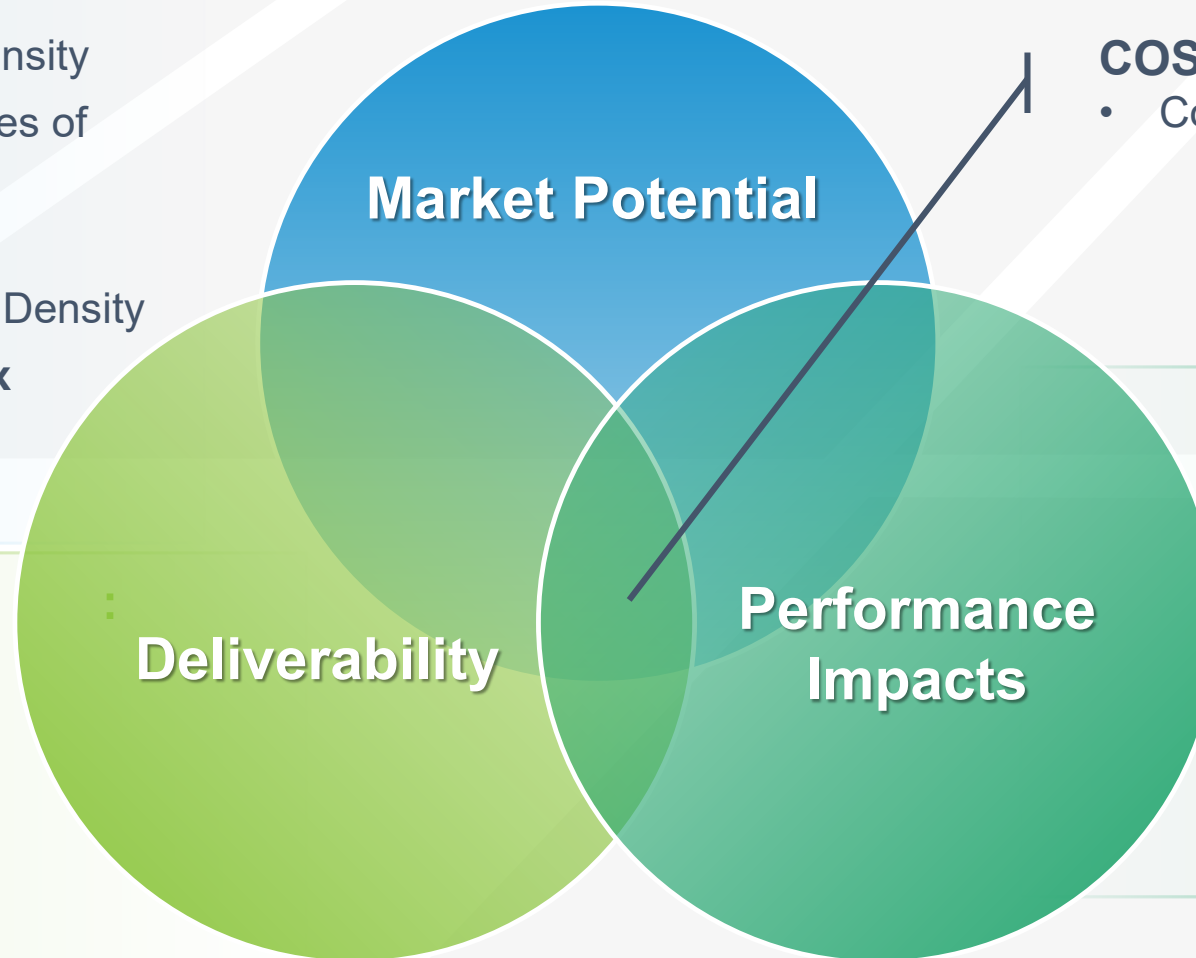 nsity
es of
Density
x
COS
• Co
Market Potential
:
Deliverability
Performance
Impacts